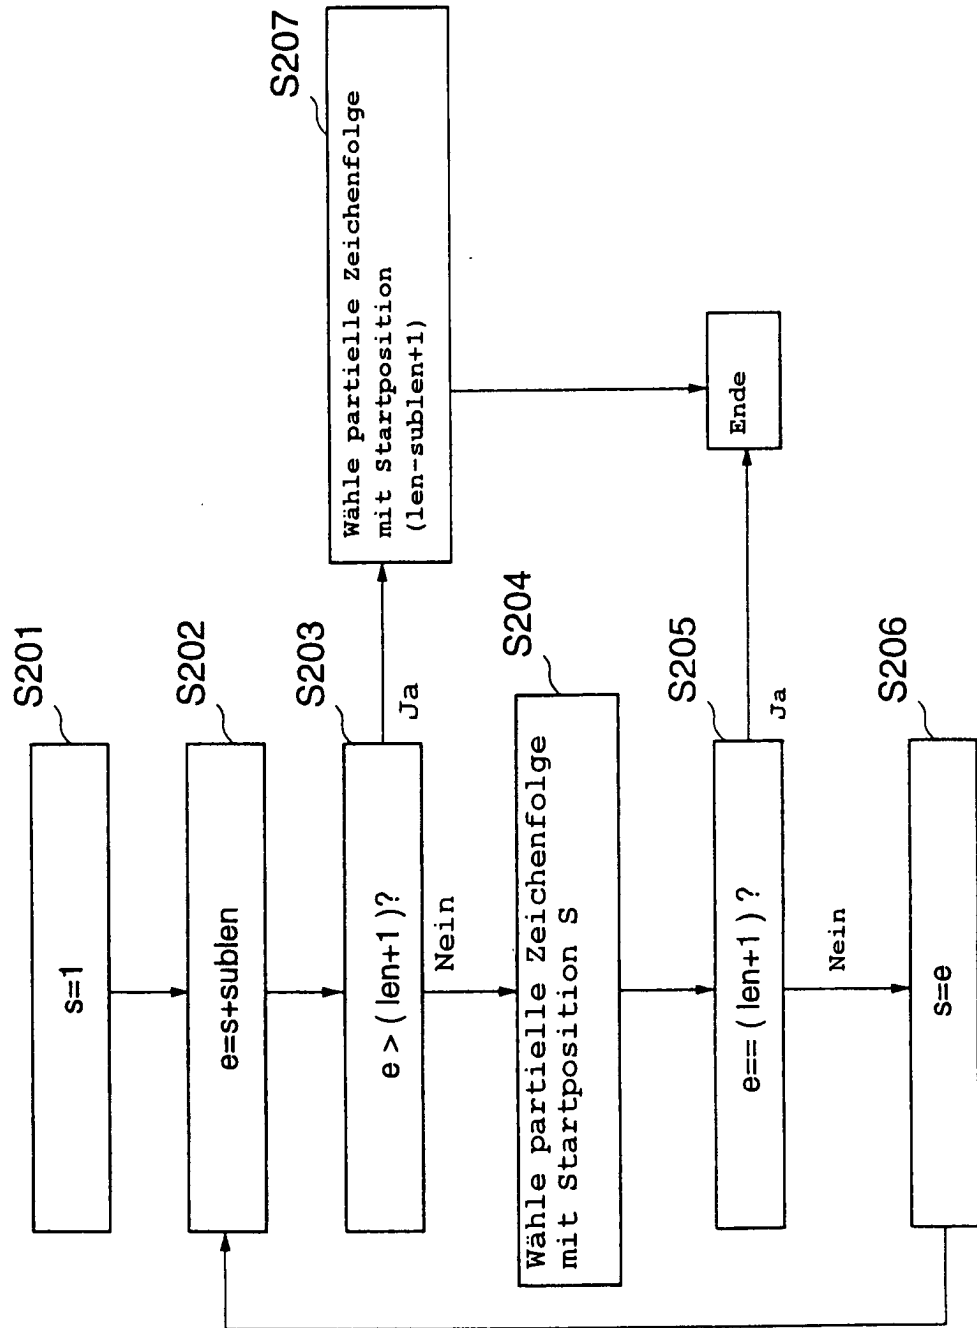 S201
s=1
S202
e=s+sublen
S203
e > ( len+1 )?
Ja
Nein
S207
Wähle partielle Zeichenfolge
mit Startposition
(len-sublen+1)
S204
Wähle partielle Zeichenfolge
mit Startposition S
S205
e== ( len+1 ) ?
Ja
Nein
Ende
S206
s=e